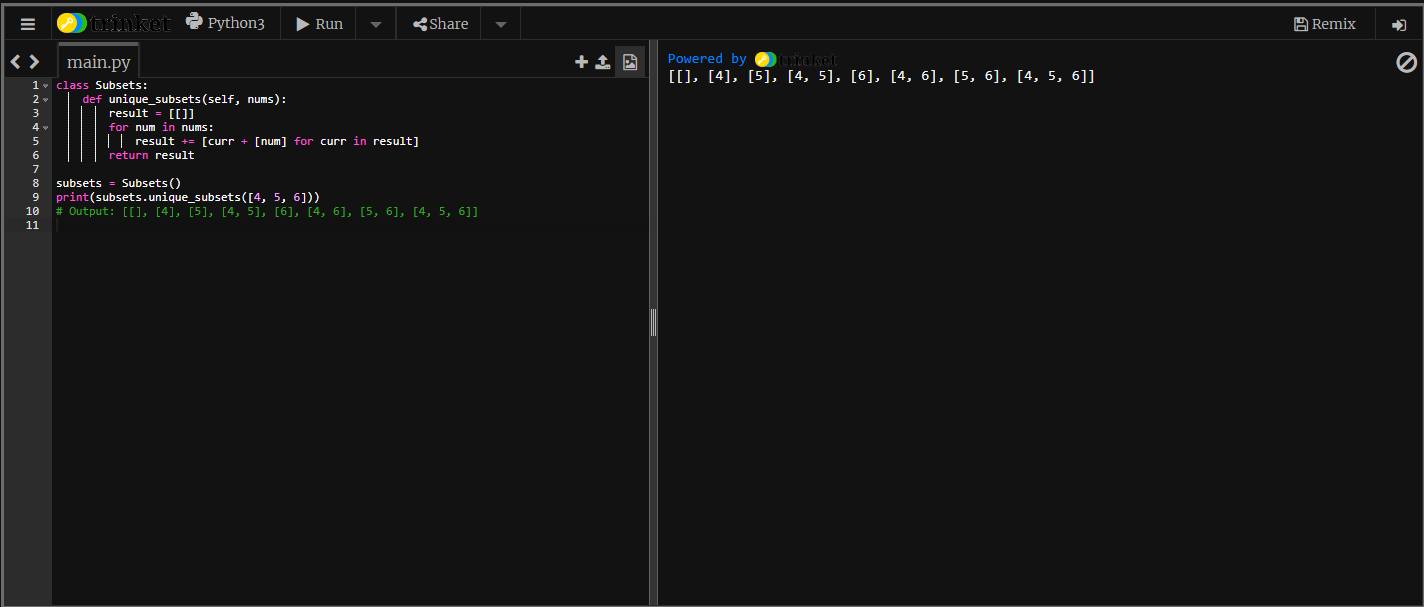 trinket Python3 Run Share Remix
main.py
1 class Subsets:
2 def unique_subsets(self, nums):
3 result = [[]]
4 for num in nums:
5 result += [curr + [num] for curr in result]
6 return result
7
8 subsets = Subsets()
9 print(subsets.unique_subsets([4, 5, 6]))
10 # Output: [[], [4], [5], [4, 5], [6], [4, 6], [5, 6], [4, 5, 6]]
11
Powered by trinket
[[], [4], [5], [4, 5], [6], [4, 6], [5, 6], [4, 5, 6]]